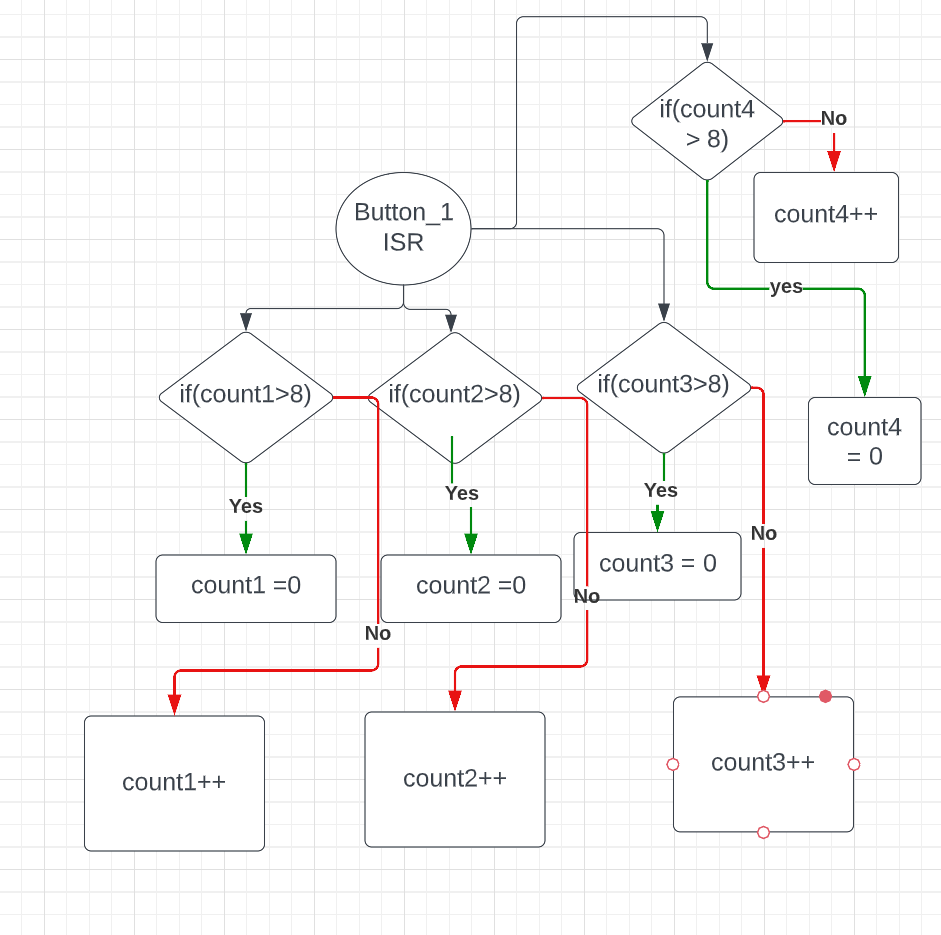 if(count4
> 8)
No
count4++
Button_1
ISR
yes
if(count1>8)
if(count2>8)
if(count3>8)
count4
= 0
Yes
Yes
Yes
No
count1 =0
count2 =0
count3 = 0
No
No
count1++
count2++
count3++